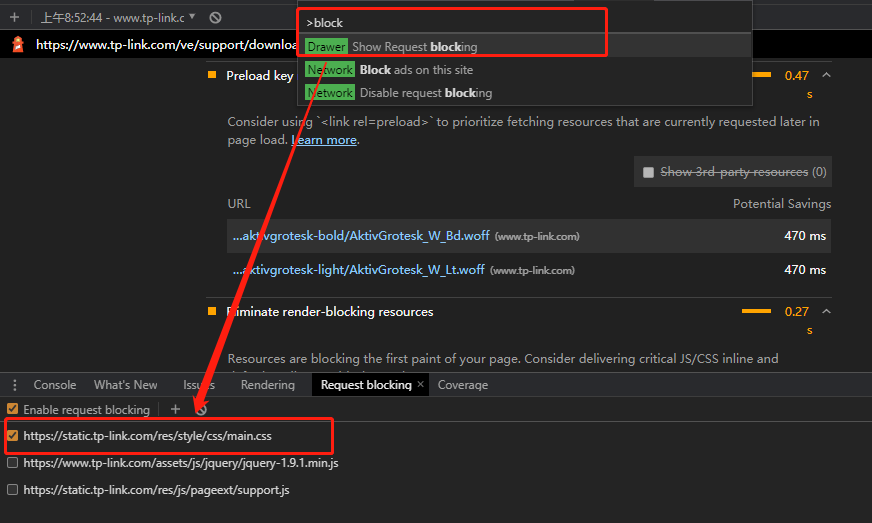 上午8:52:44 - www.tp-link.c
>block
https://www.tp-link.com/ve/support/downloa
Drawer Show Request blocking
Network Block ads on this site
Network Disable request blocking
Preload key
0.47
s
Consider using `<link rel=preload>` to prioritize fetching resources that are currently requested later in
page load. Learn more.
Show 3rd-party resources (0)
URL Potential Savings
...aktivgrotesk-bold/AktivGrotesk_W_Bd.woff (www.tp-link.com) 470 ms
...aktivgrotesk-light/AktivGrotesk_W_Lt.woff (www.tp-link.com) 470 ms
Eliminate render-blocking resources 0.27
s
Resources are blocking the first paint of your page. Consider delivering critical JS/CSS inline and
Console What's New Issues Rendering Request blocking × Coverage
Enable request blocking +
https://static.tp-link.com/res/style/css/main.css
https://www.tp-link.com/assets/js/jquery/jquery-1.9.1.min.js
https://static.tp-link.com/res/js/pageext/support.js